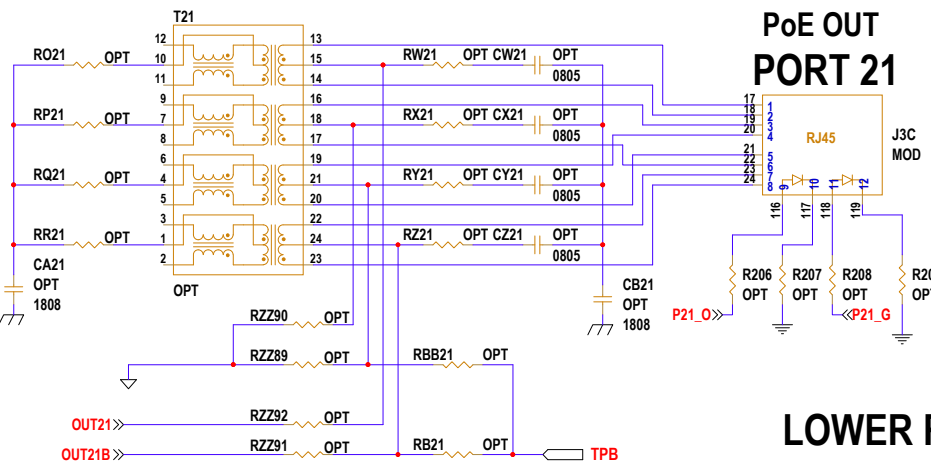 T21
PoE OUT
PORT 21
12
13
RO21
OPT
10
15
RW21
OPT
CW21
OPT
11
14
0805
9
16
RP21
OPT
7
18
RX21
OPT
CX21
OPT
8
17
0805
6
19
RQ21
OPT
4
21
RY21
OPT
CY21
OPT
5
20
0805
3
22
RR21
OPT
1
24
RZ21
OPT
CZ21
OPT
2
23
0805
CA21
OPT
1808
OPT
CB21
OPT
1808
17
18
19
20
21
22
23
24
1
2
3
4
5
6
7
8
RJ45
J3C
MOD
9
10
11
12
116
117
118
119
R206
OPT
R207
OPT
R208
OPT
P21_O
P21_G
RZZ90
OPT
RZZ89
OPT
RBB21
OPT
OUT21
RZZ92
OPT
OUT21B
RZZ91
OPT
RB21
OPT
TPB
LOWER